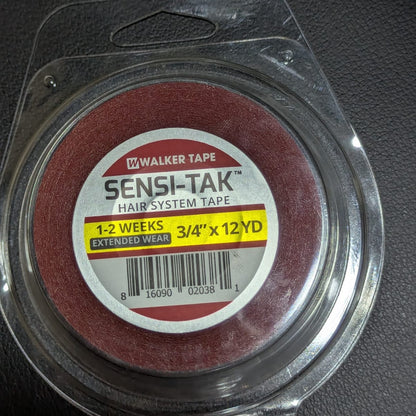 W WALKER TAPE
SENSI-TAK™
HAIR SYSTEM TAPE
1-2 WEEKS
EXTENDED WEAR
3/4" x 12 YD
8 16090 02038 1